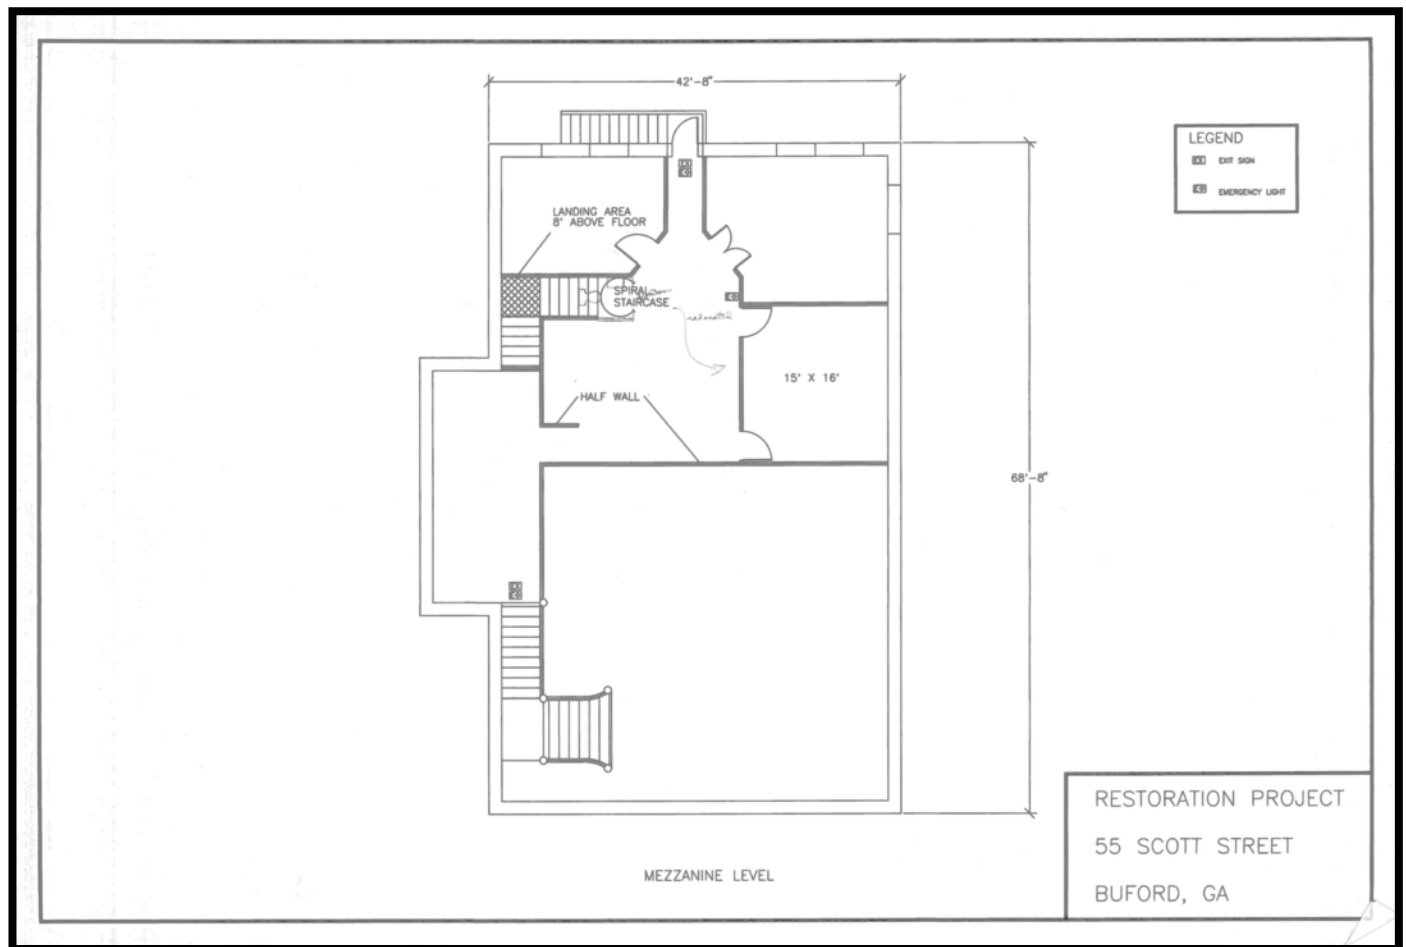 42'-8"
LEGEND
EXIT SIGN
EMERGENCY LIGHT
LANDING AREA
8' ABOVE FLOOR
SPIRAL
STAIRCASE
15' X 16'
HALF WALL
68'-8"
RESTORATION PROJECT
55 SCOTT STREET
BUFORD, GA
MEZZANINE LEVEL